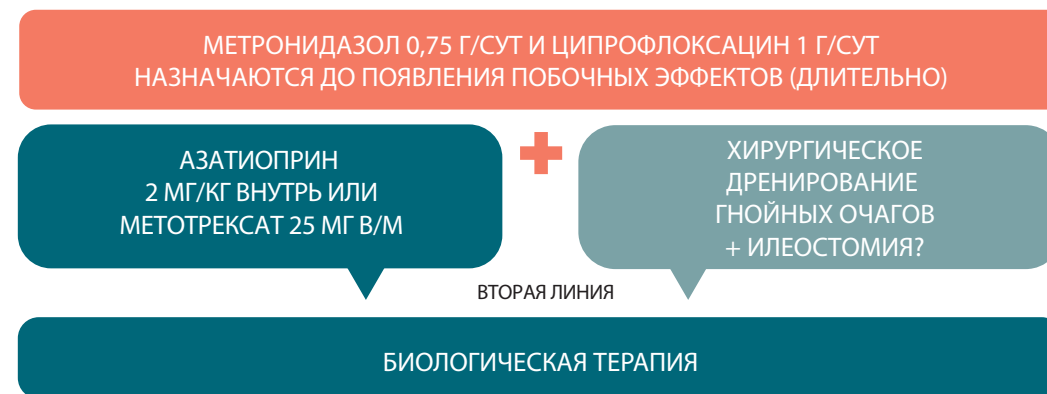 МЕТРОНИДАЗОЛ 0,75 Г/СУТ И ЦИПРОФЛОКСАЦИН 1 Г/СУТ
НАЗНАЧАЮТСЯ ДО ПОЯВЛЕНИЯ ПОБОЧНЫХ ЭФФЕКТОВ (ДЛИТЕЛЬНО)
АЗАТИОПРИН
2 МГ/КГ ВНУТРЬ ИЛИ
МЕТОТРЕКСАТ 25 МГ В/М
ХИРУРГИЧЕСКОЕ
ДРЕНИРОВАНИЕ
ГНОЙНЫХ ОЧАГОВ
+ ИЛЕОСТОМИЯ?
ВТОРАЯ ЛИНИЯ
БИОЛОГИЧЕСКАЯ ТЕРАПИЯ